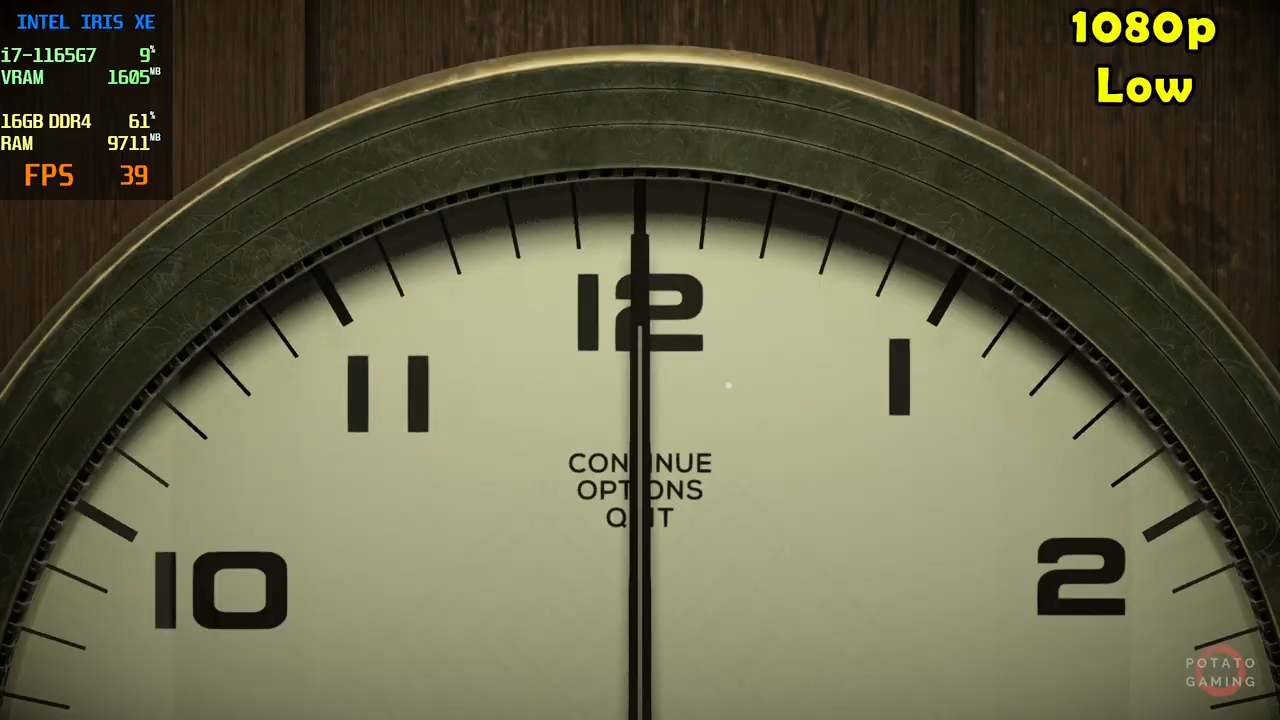 INTEL IRIS XE
i7-1165G7 9%
VRAM 1605MB
16GB DDR4 61%
RAM 9711MB
FPS 39
1080p
Low
12
11
1
CONTINUE
OPTIONS
QUIT
10
2
POTATO
GAMING